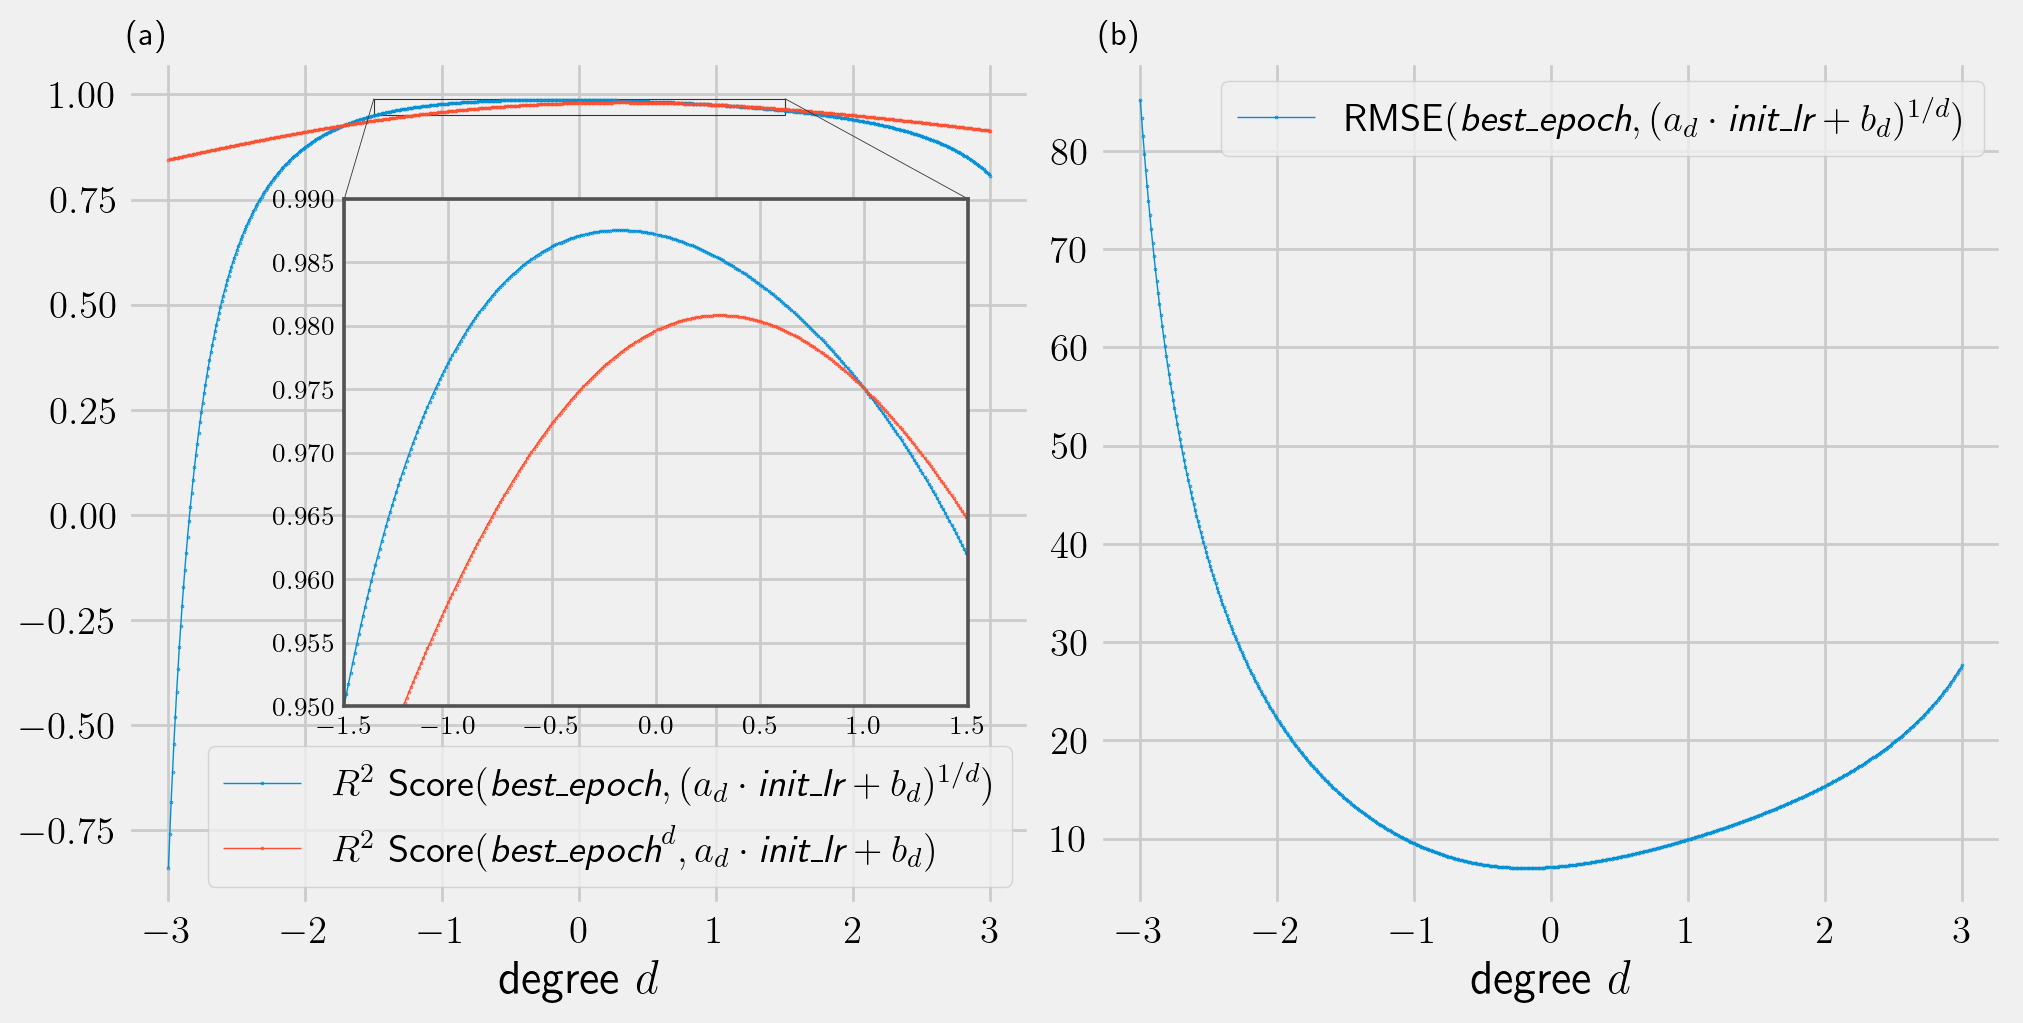 (a)
1.00
0.75
0.50
0.25
0.00
−0.25
−0.50
−0.75
0.990
0.985
0.980
0.975
0.970
0.965
0.960
0.955
0.950
−1.5 −1.0 −0.5 0.0 0.5 1.0 1.5
R² Score(best_epoch, (a_d · init_lr + b_d)^{1/d})
R² Score(best_epoch^d, a_d · init_lr + b_d)
−3 −2 −1 0 1 2 3
degree d
(b)
RMSE(best_epoch, (a_d · init_lr + b_d)^{1/d})
80
70
60
50
40
30
20
10
−3 −2 −1 0 1 2 3
degree d